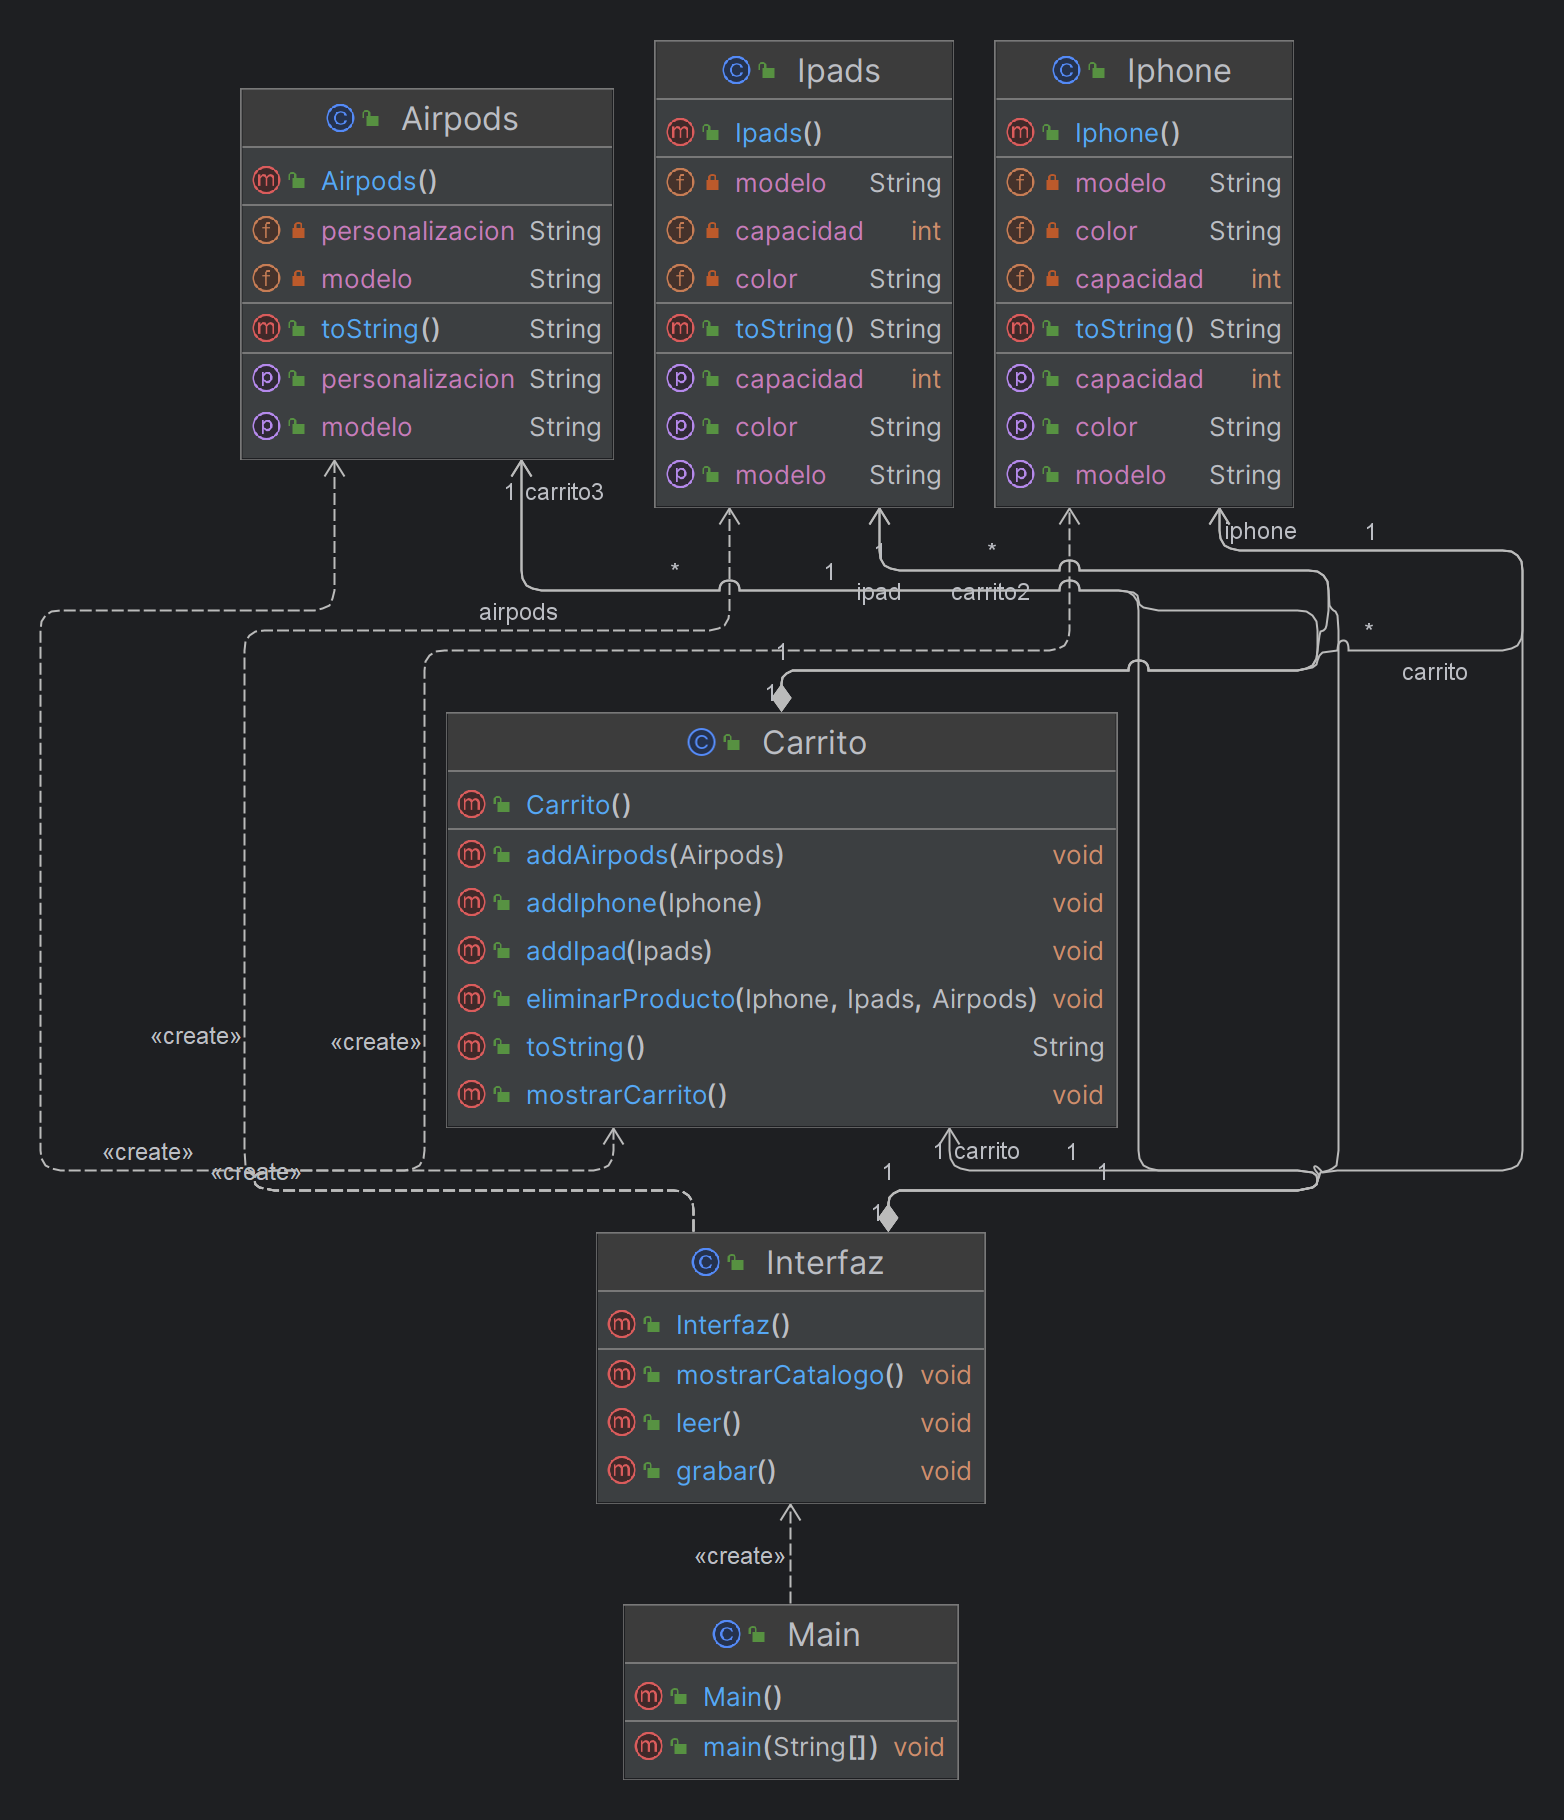 Airpods
Airpods()
personalizacion String
modelo String
toString() String
personalizacion String
modelo String
Ipads
Ipads()
modelo String
capacidad int
color String
toString() String
capacidad int
color String
modelo String
Iphone
Iphone()
modelo String
color String
capacidad int
toString() String
capacidad int
color String
modelo String
1 carrito3
iphone 1
1 *
* 1
ipad carrito2
airpods
*
1
carrito
1
Carrito
Carrito()
addAirpods(Airpods) void
addIphone(Iphone) void
addIpad(Ipads) void
eliminarProducto(Iphone, Ipads, Airpods) void
toString() String
mostrarCarrito() void
«create» «create»
«create» 1 carrito 1
«create» 1 1
1
Interfaz
Interfaz()
mostrarCatalogo() void
leer() void
grabar() void
«create»
Main
Main()
main(String[]) void